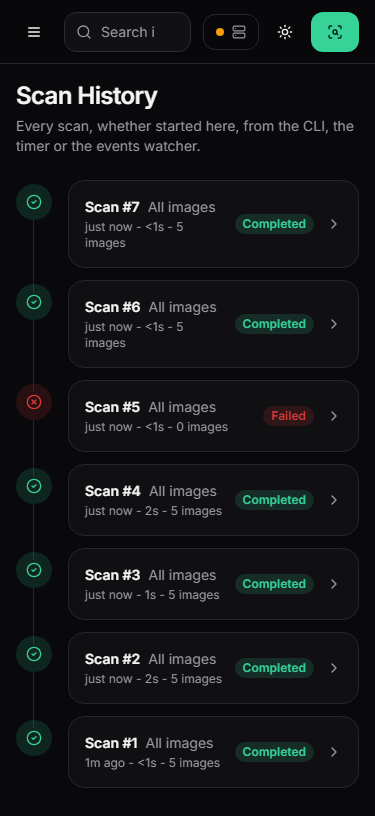 Search i
Scan History
Every scan, whether started here, from the CLI, the
timer or the events watcher.
Scan #7 All images
just now - <1s - 5
images
Completed
Scan #6 All images
just now - <1s - 5
images
Completed
Scan #5 All images
just now - <1s - 0 images
Failed
Scan #4 All images
just now - 2s - 5 images
Completed
Scan #3 All images
just now - 1s - 5 images
Completed
Scan #2 All images
just now - 2s - 5 images
Completed
Scan #1 All images
1m ago - <1s - 5 images
Completed